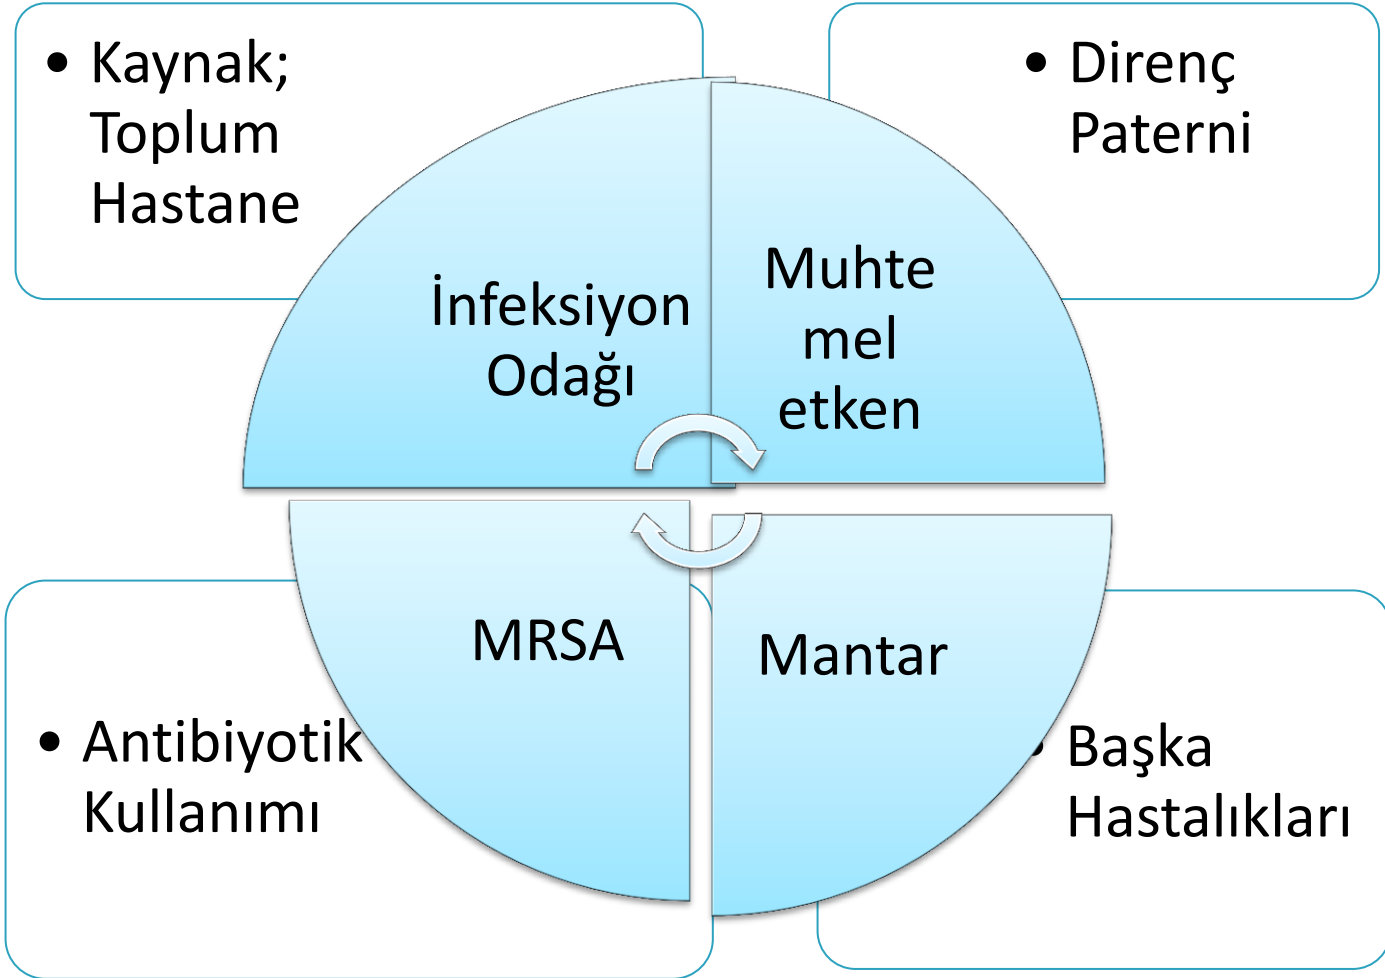 • Kaynak;
Toplum
Hastane
• Direnç
Paterni
İnfeksiyon
Odağı
Muhte
mel
etken
MRSA
Mantar
• Antibiyotik
Kullanımı
• Başka
Hastalıkları